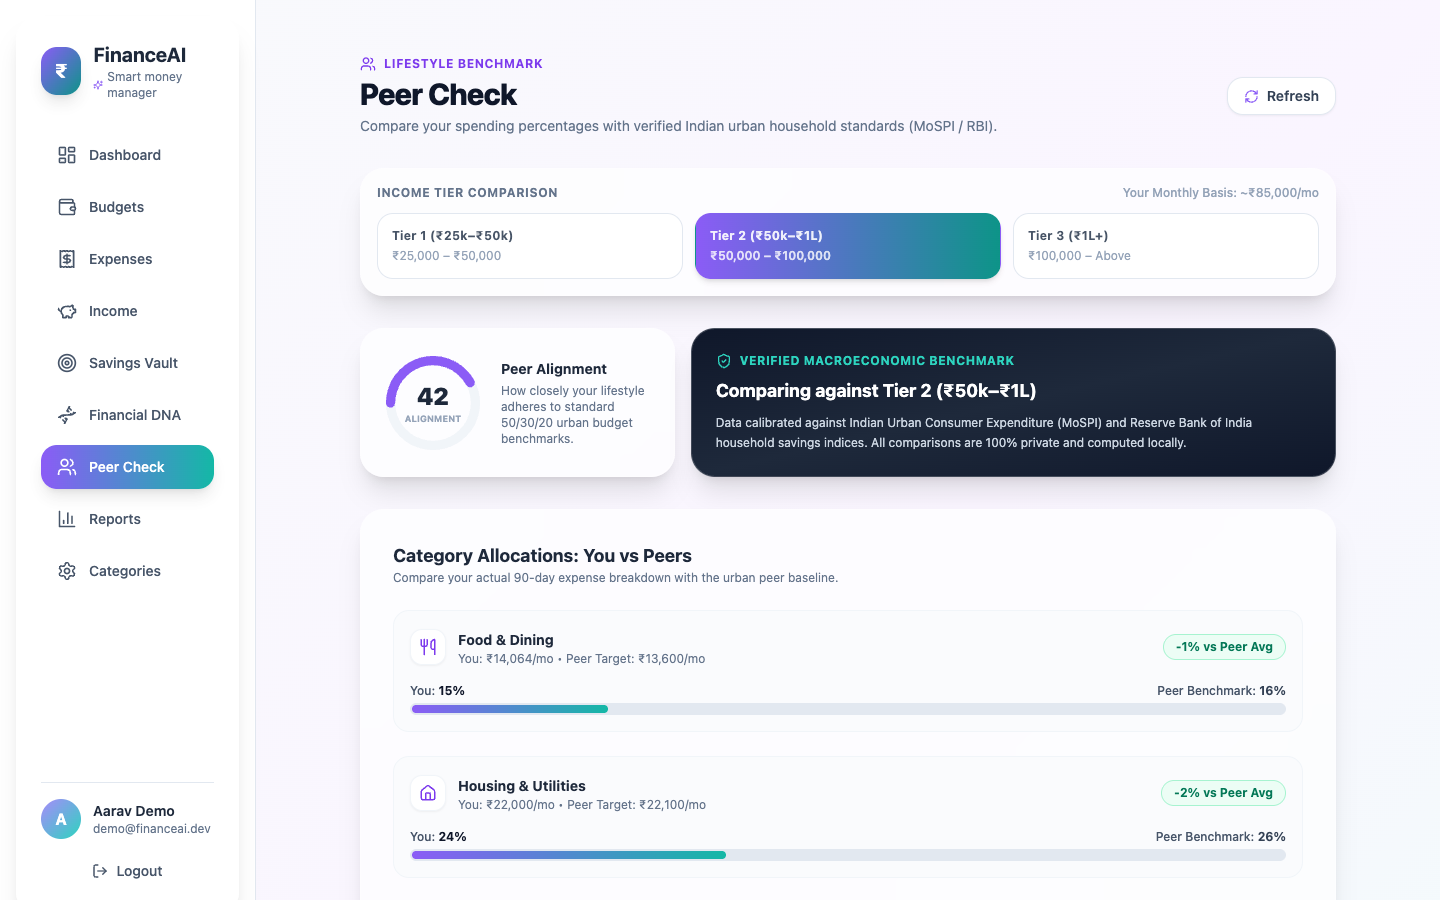 ₹
FinanceAI
Smart money
manager
Dashboard
Budgets
Expenses
Income
Savings Vault
Financial DNA
Peer Check
Reports
Categories
A
Aarav Demo
demo@financeai.dev
Logout
LIFESTYLE BENCHMARK
Peer Check
Compare your spending percentages with verified Indian urban household standards (MoSPI / RBI).
Refresh
INCOME TIER COMPARISON
Your Monthly Basis: ~₹85,000/mo
Tier 1 (₹25k–₹50k)
₹25,000 – ₹50,000
Tier 2 (₹50k–₹1L)
₹50,000 – ₹100,000
Tier 3 (₹1L+)
₹100,000 – Above
42
ALIGNMENT
Peer Alignment
How closely your lifestyle
adheres to standard
50/30/20 urban budget
benchmarks.
VERIFIED MACROECONOMIC BENCHMARK
Comparing against Tier 2 (₹50k–₹1L)
Data calibrated against Indian Urban Consumer Expenditure (MoSPI) and Reserve Bank of India
household savings indices. All comparisons are 100% private and computed locally.
Category Allocations: You vs Peers
Compare your actual 90-day expense breakdown with the urban peer baseline.
Food & Dining
You: ₹14,064/mo • Peer Target: ₹13,600/mo
-1% vs Peer Avg
You: 15%
Peer Benchmark: 16%
Housing & Utilities
You: ₹22,000/mo • Peer Target: ₹22,100/mo
-2% vs Peer Avg
You: 24%
Peer Benchmark: 26%